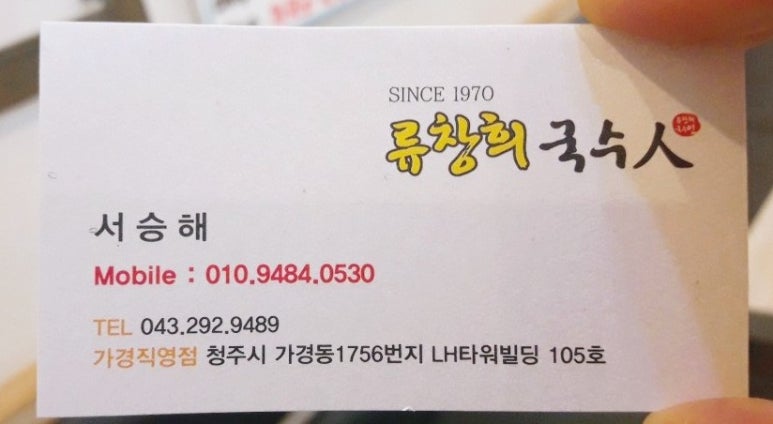 SINCE 1970
류창희 국수人
서승해
Mobile : 010.9484.0530
TEL 043.292.9489
가경직영점 청주시 가경동1756번지 LH타워빌딩 105호